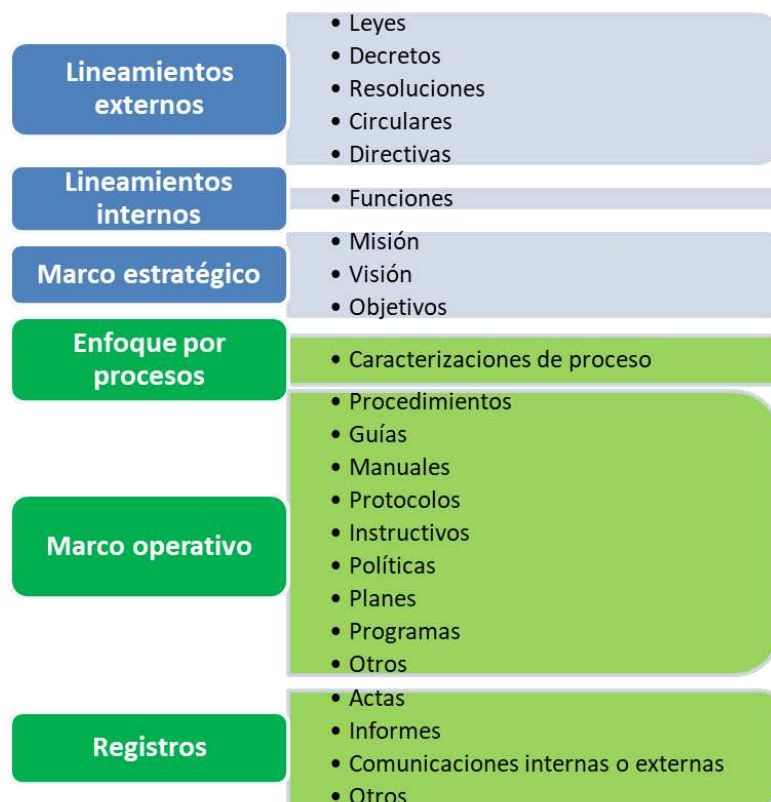 Lineamientos
externos
• Leyes
• Decretos
• Resoluciones
• Circulares
• Directivas
Lineamientos
internos
• Funciones
Marco estratégico
• Misión
• Visión
• Objetivos
Enfoque por
procesos
• Caracterizaciones de proceso
Marco operativo
• Procedimientos
• Guías
• Manuales
• Protocolos
• Instructivos
• Políticas
• Planes
• Programas
• Otros
Registros
• Actas
• Informes
• Comunicaciones internas o externas
• Otros